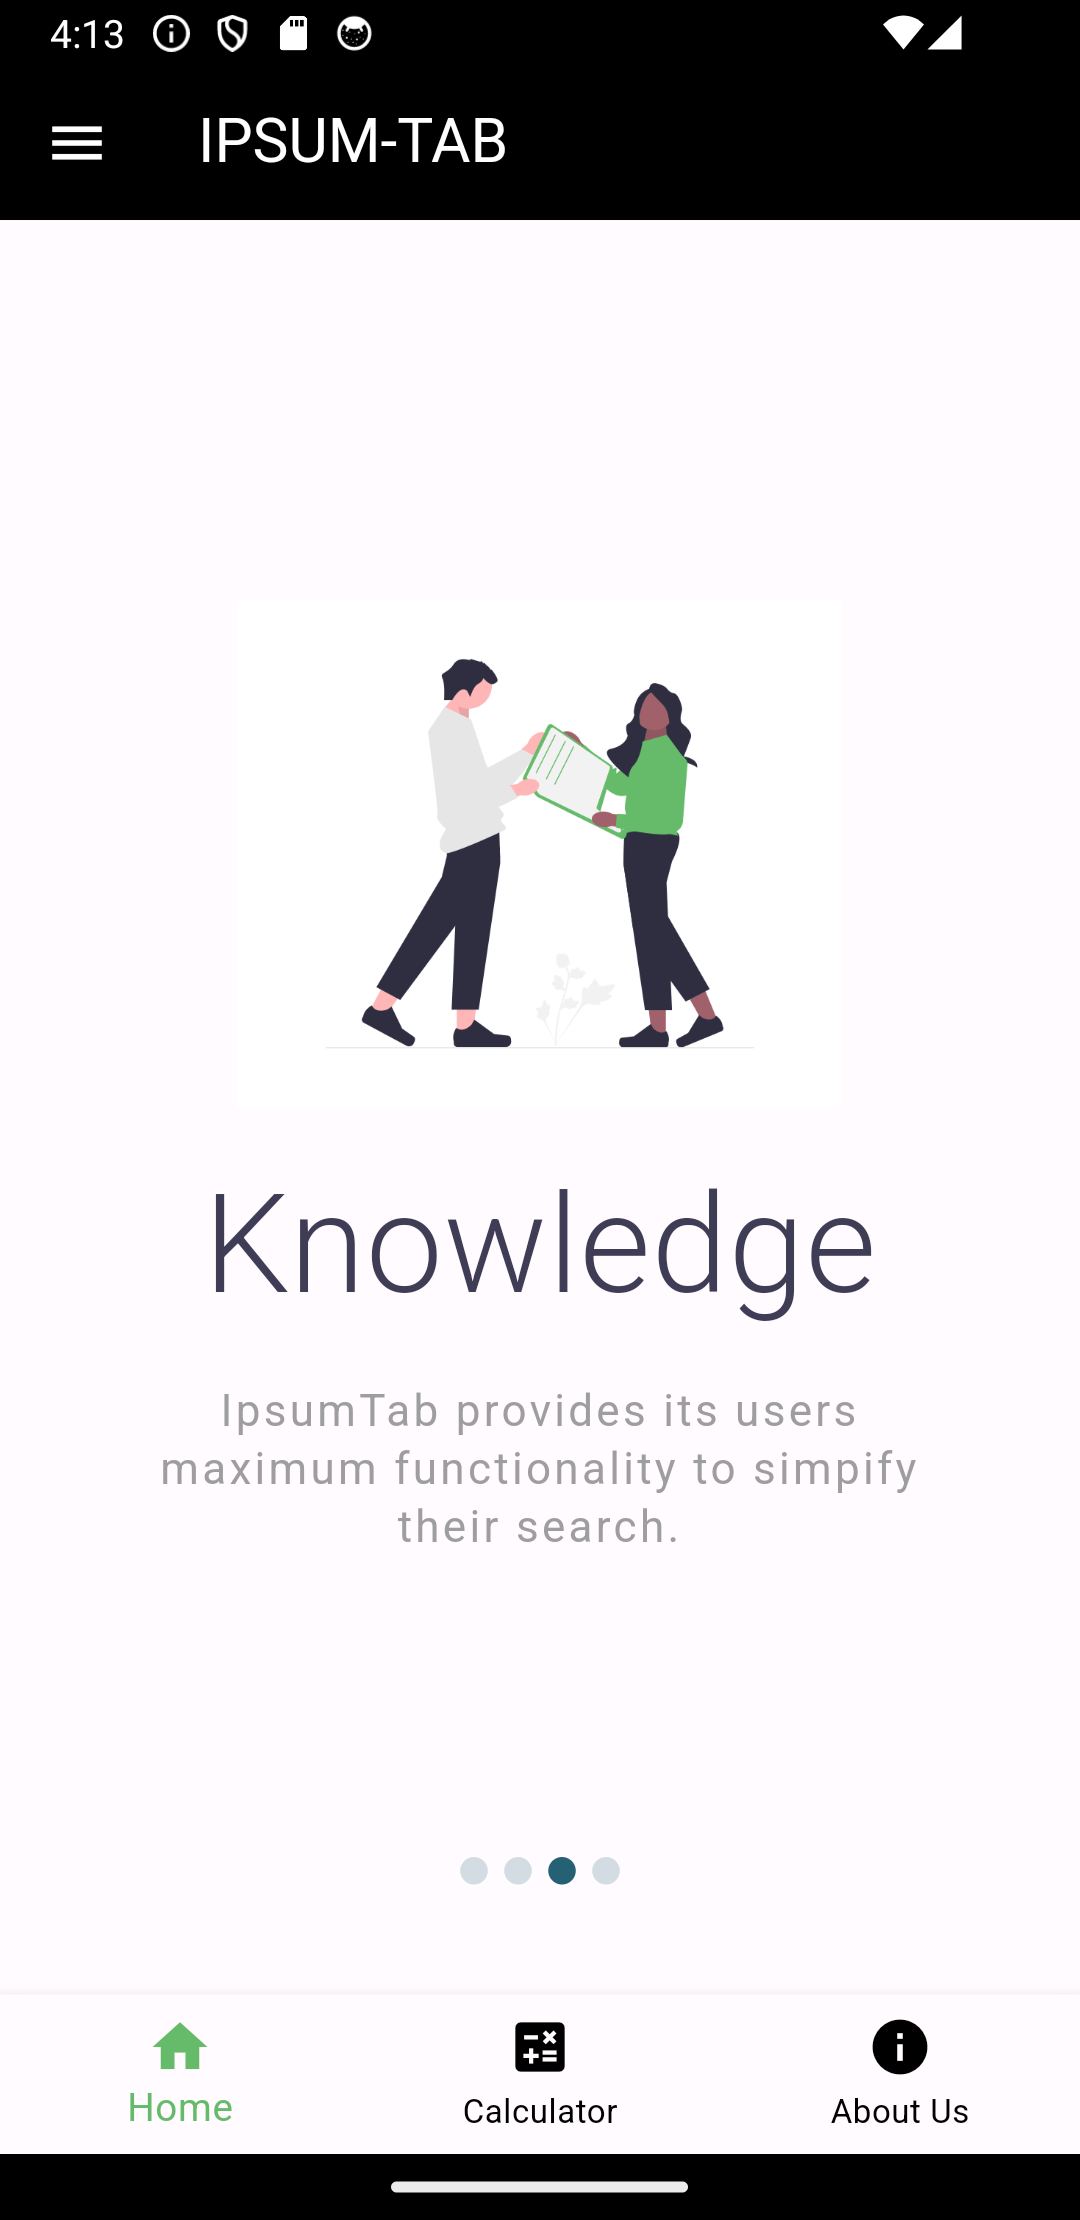 4:13
IPSUM-TAB
Knowledge
IpsumTab provides its users
maximum functionality to simpify
their search.
Home
Calculator
About Us